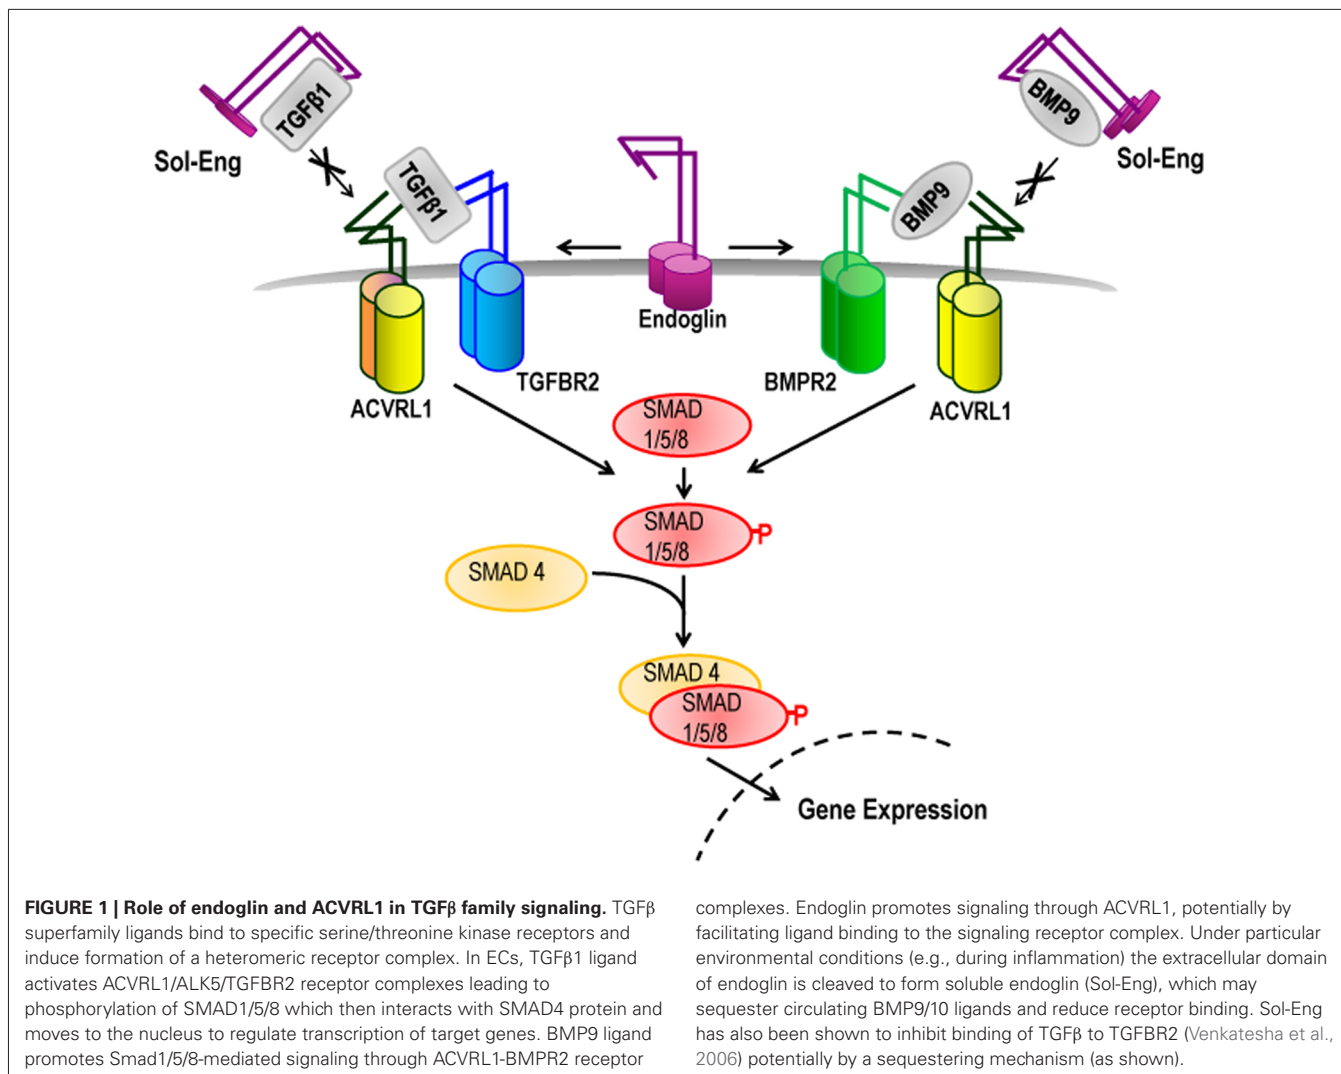 TGFβ1
BMP9
Sol-Eng
Sol-Eng
TGFβ1
BMP9
Endoglin
TGFBR2
BMPR2
ACVRL1
ACVRL1
SMAD
1/5/8
SMAD
1/5/8
P
SMAD 4
SMAD 4
SMAD
1/5/8
P
Gene Expression
FIGURE 1 | Role of endoglin and ACVRL1 in TGFβ family signaling. TGFβ
superfamily ligands bind to specific serine/threonine kinase receptors and
induce formation of a heteromeric receptor complex. In ECs, TGFβ1 ligand
activates ACVRL1/ALK5/TGFBR2 receptor complexes leading to
phosphorylation of SMAD1/5/8 which then interacts with SMAD4 protein and
moves to the nucleus to regulate transcription of target genes. BMP9 ligand
promotes Smad1/5/8-mediated signaling through ACVRL1-BMPR2 receptor
complexes. Endoglin promotes signaling through ACVRL1, potentially by
facilitating ligand binding to the signaling receptor complex. Under particular
environmental conditions (e.g., during inflammation) the extracellular domain
of endoglin is cleaved to form soluble endoglin (Sol-Eng), which may
sequester circulating BMP9/10 ligands and reduce receptor binding. Sol-Eng
has also been shown to inhibit binding of TGFβ to TGFBR2 (Venkatesha et al.,
2006) potentially by a sequestering mechanism (as shown).